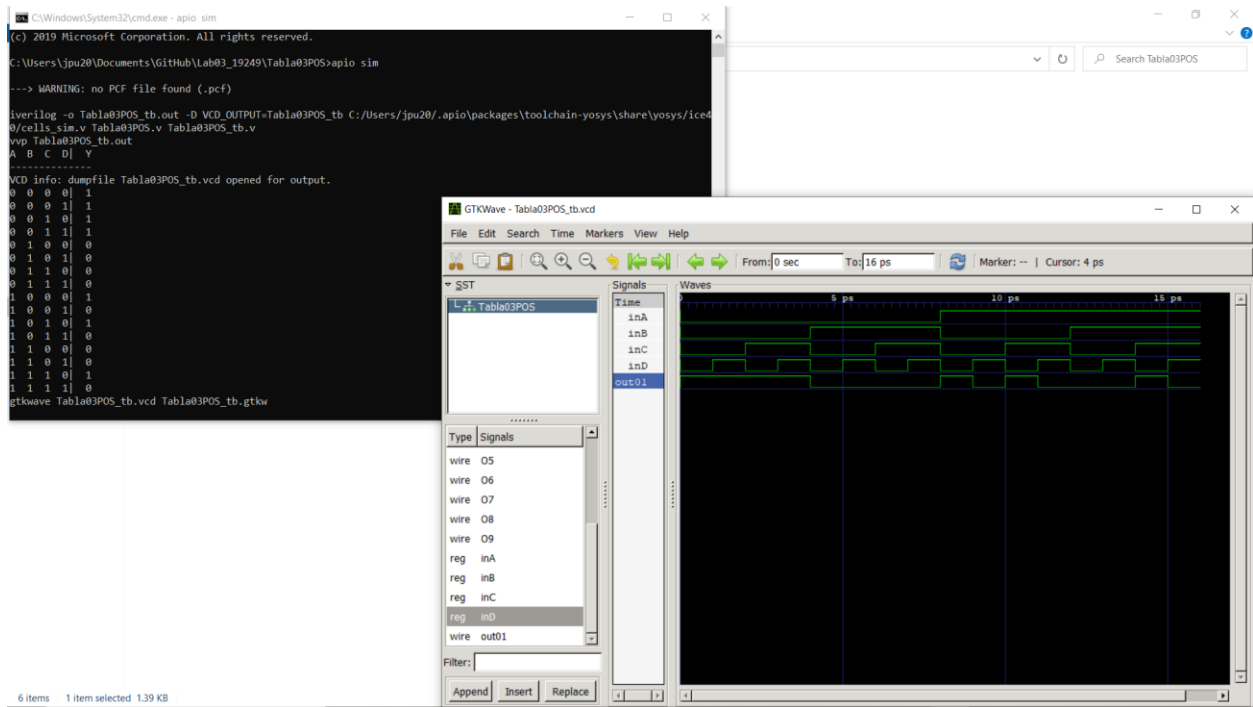 C:\Windows\System32\cmd.exe - apio sim
(c) 2019 Microsoft Corporation. All rights reserved.
C:\Users\jpu20\Documents\GitHub\Lab03_19249\Tabla03POS>apio sim
---> WARNING: no PCF file found (.pcf)
iverilog -o Tabla03POS_tb.out -D VCD_OUTPUT=Tabla03POS_tb C:/Users/jpu20/.apio\packages\toolchain-yosys\share\yosys/ice4
0/cells_sim.v Tabla03POS.v Tabla03POS_tb.v
vvp Tabla03POS_tb.out
A B C D| Y
--------------
VCD info: dumpfile Tabla03POS_tb.vcd opened for output.
0 0 0 0| 1
0 0 0 1| 1
0 0 1 0| 1
0 0 1 1| 1
0 1 0 0| 0
0 1 0 1| 0
0 1 1 0| 0
0 1 1 1| 0
1 0 0 0| 1
1 0 0 1| 0
1 0 1 0| 1
1 0 1 1| 0
1 1 0 0| 0
1 1 0 1| 0
1 1 1 0| 1
1 1 1 1| 0
gtkwave Tabla03POS_tb.vcd Tabla03POS_tb.gtkw
Search Tabla03POS
GTKWave - Tabla03POS_tb.vcd
File Edit Search Time Markers View Help
From: 0 sec To: 16 ps Marker: -- | Cursor: 4 ps
SST
Tabla03POS
Type Signals
wire O5
wire O6
wire O7
wire O8
wire O9
reg inA
reg inB
reg inC
reg inD
wire out01
Filter:
Append Insert Replace
Signals
Time
inA
inB
inC
inD
out01
Waves
5 ps 10 ps 15 ps
6 items 1 item selected 1.39 KB